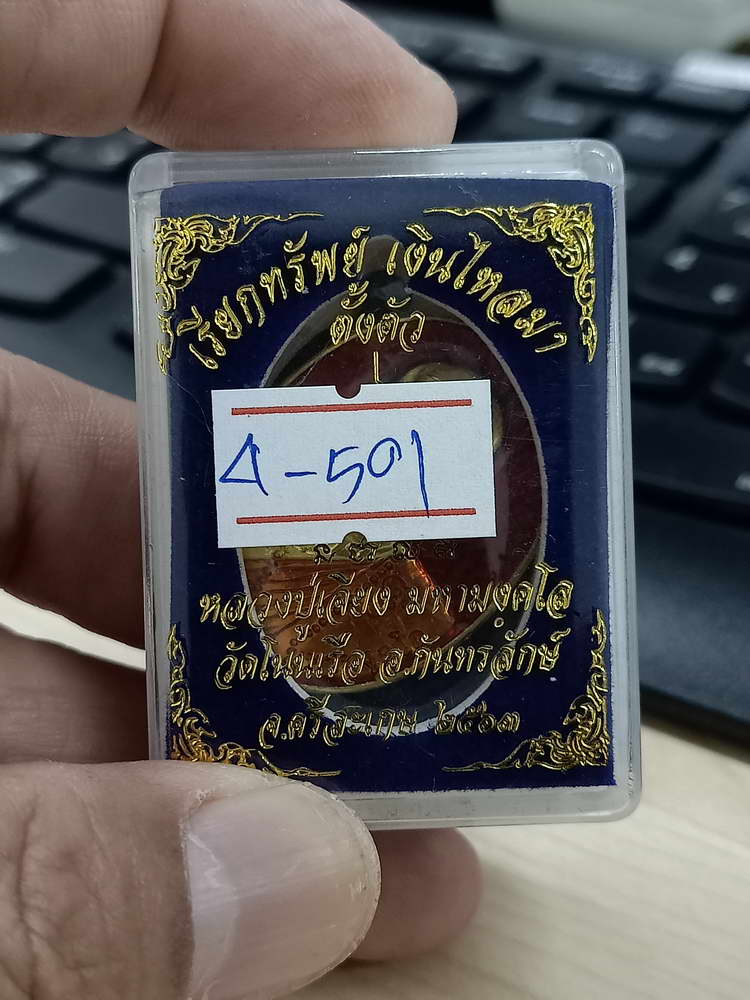 เรียกทรัพย์ เงินไหลมา
ตั้งตัว
4-501
หลวงปู่เจียง มหามงฺคโล
วัดโนนเรือ อ.กันทรลักษ์
จ.ศรีสะเกษ ๒๕๖๓